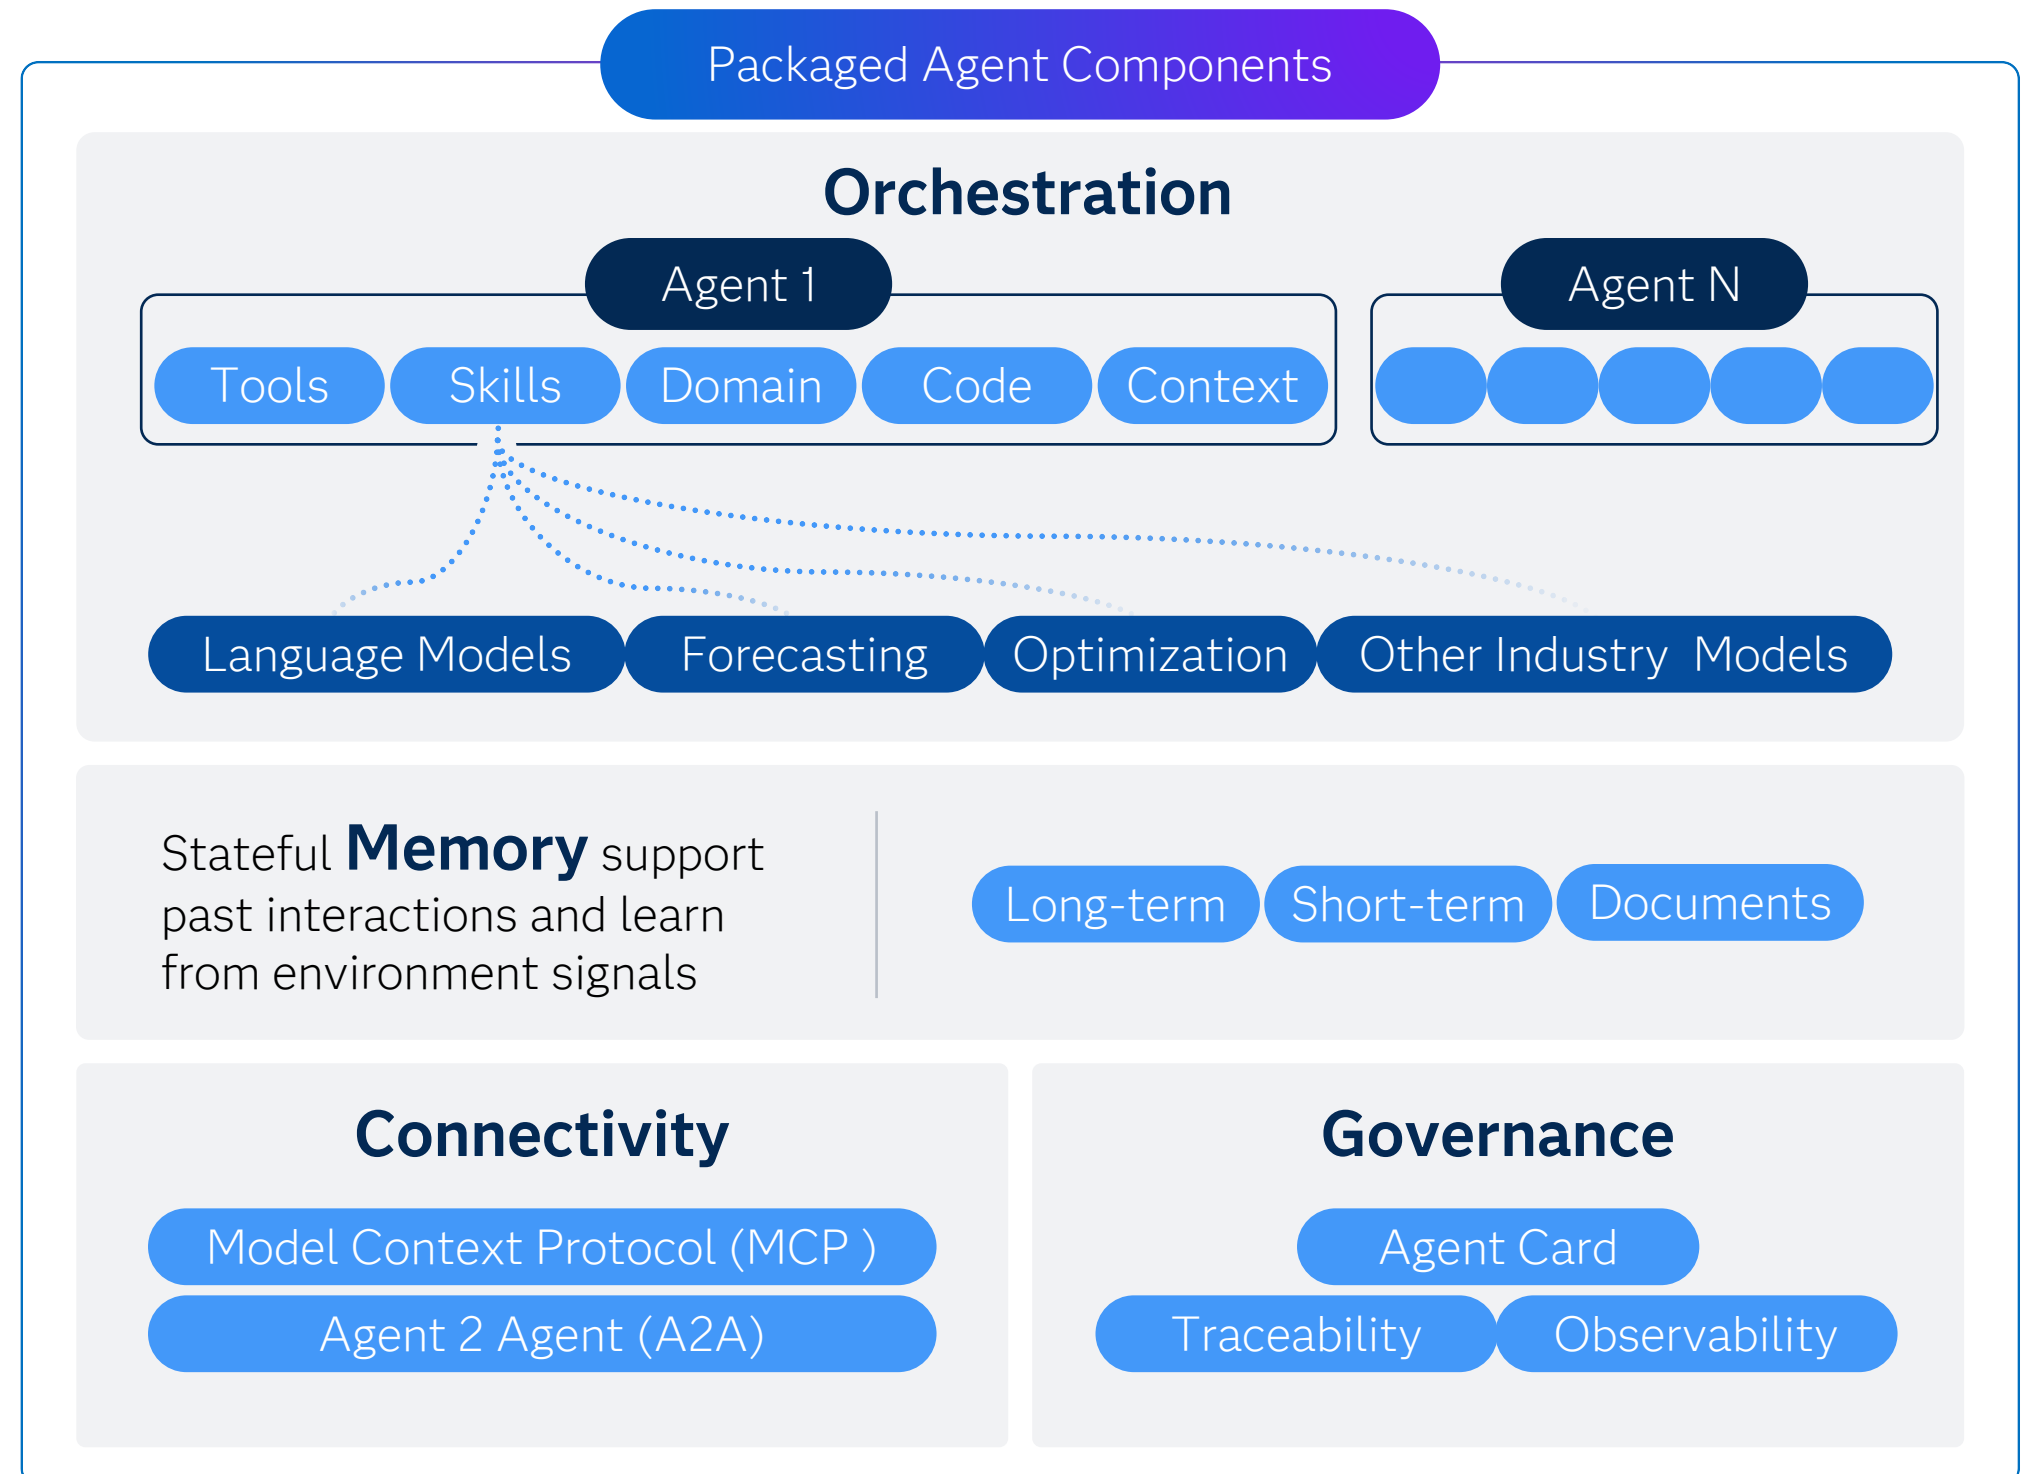 Packaged Agent Components
Orchestration
Agent 1
Agent N
Tools
Skills
Domain
Code
Context
Language Models
Forecasting
Optimization
Other Industry Models
Stateful Memory support
past interactions and learn
from environment signals
Long-term
Short-term
Documents
Connectivity
Model Context Protocol (MCP )
Agent 2 Agent (A2A)
Governance
Agent Card
Traceability
Observability